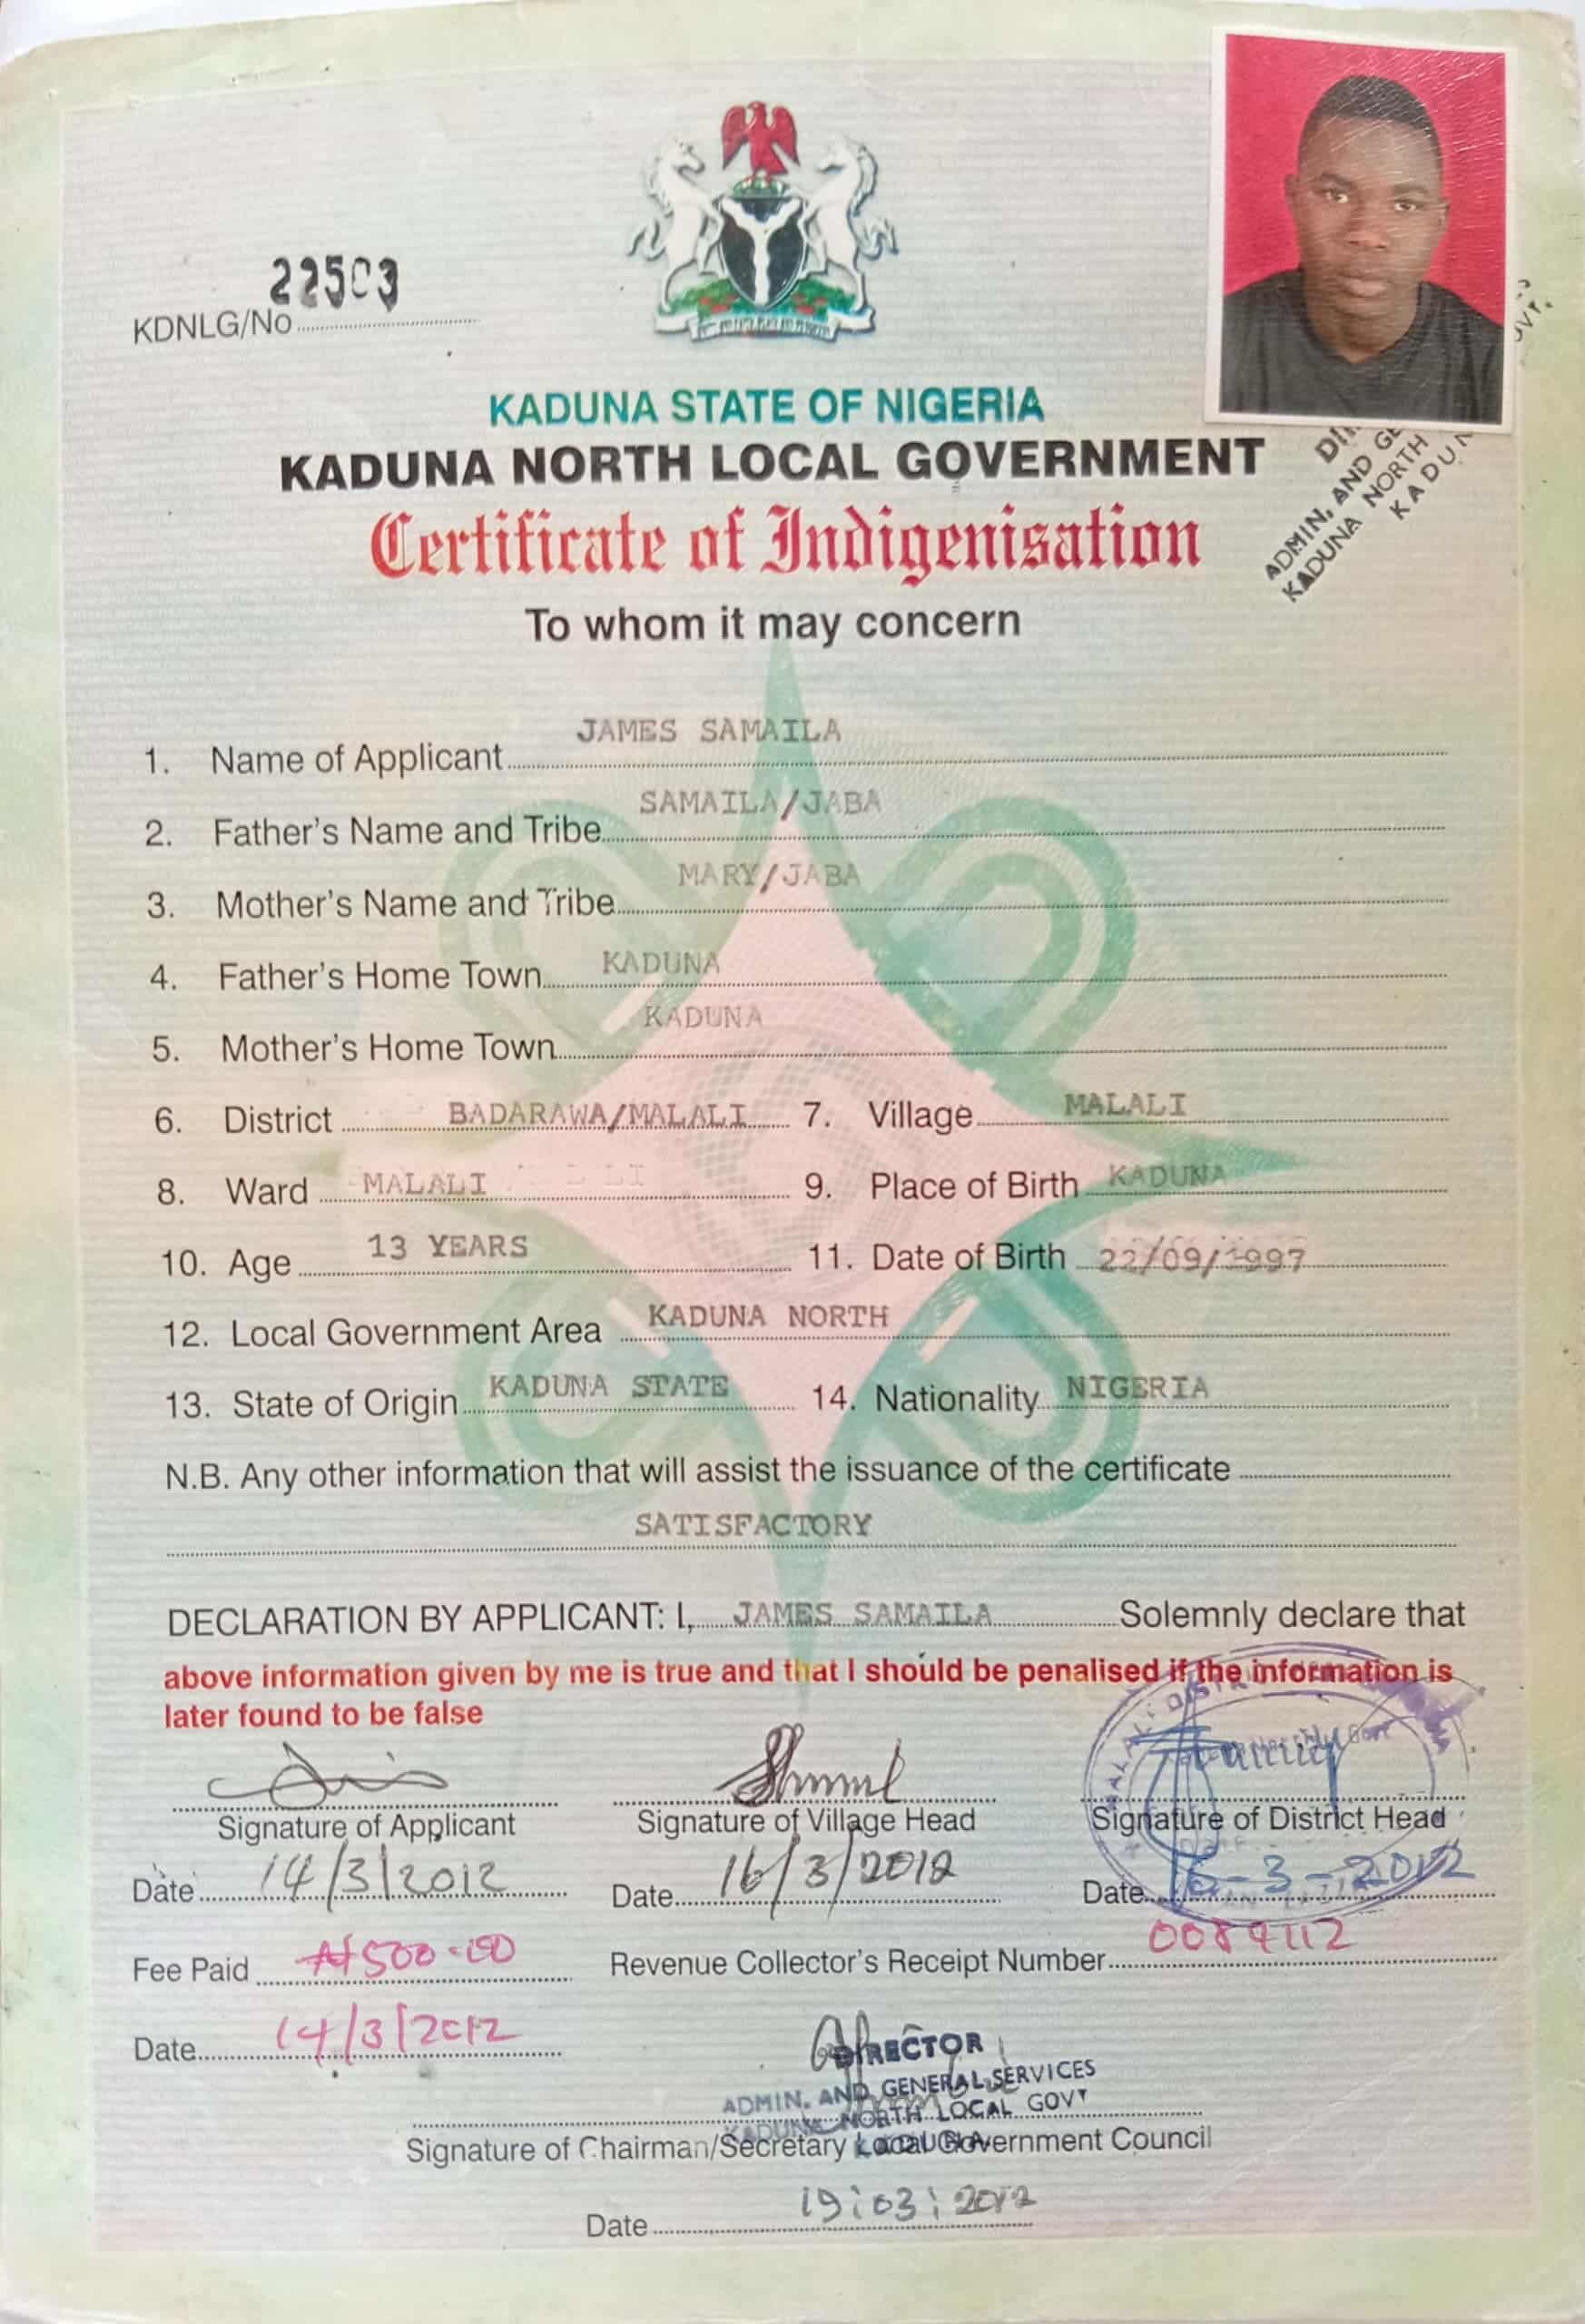 22503
KDNLG/No
KADUNA STATE OF NIGERIA
KADUNA NORTH LOCAL GOVERNMENT
Certificate of Indigenisation
To whom it may concern
ADMIN, AND GE
KADUNA NORTH
KADUN
1. Name of Applicant JAMES SAMAILA
2. Father's Name and Tribe SAMAILA/JABA
3. Mother's Name and Tribe MARY/JABA
4. Father's Home Town KADUNA
5. Mother's Home Town KADUNA
6. District BADARAWA/MALALI 7. Village MALALI
8. Ward MALALI 9. Place of Birth KADUNA
10. Age 13 YEARS 11. Date of Birth 22/09/1997
12. Local Government Area KADUNA NORTH
13. State of Origin KADUNA STATE 14. Nationality NIGERIA
N.B. Any other information that will assist the issuance of the certificate
SATISFACTORY
DECLARATION BY APPLICANT: I, JAMES SAMAILA Solemnly declare that
above information given by me is true and that I should be penalised if the information is
later found to be false
Signature of Applicant Signature of Village Head Signature of District Head
Date 14/3/2012 Date 16/3/2012 Date 16-3-2012
Fee Paid ₦500.00 Revenue Collector's Receipt Number
Date 14/3/2012
DIRECTOR
ADMIN. AND GENERAL SERVICES
KADUNA NORTH LOCAL GOVT
Signature of Chairman/Secretary Local Government Council
Date 19:03:2012